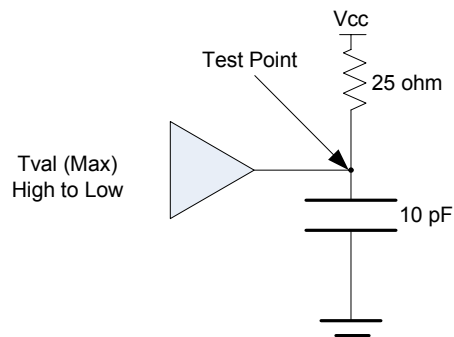 Vcc
Test Point
25 ohm
Tval (Max)
High to Low
10 pF